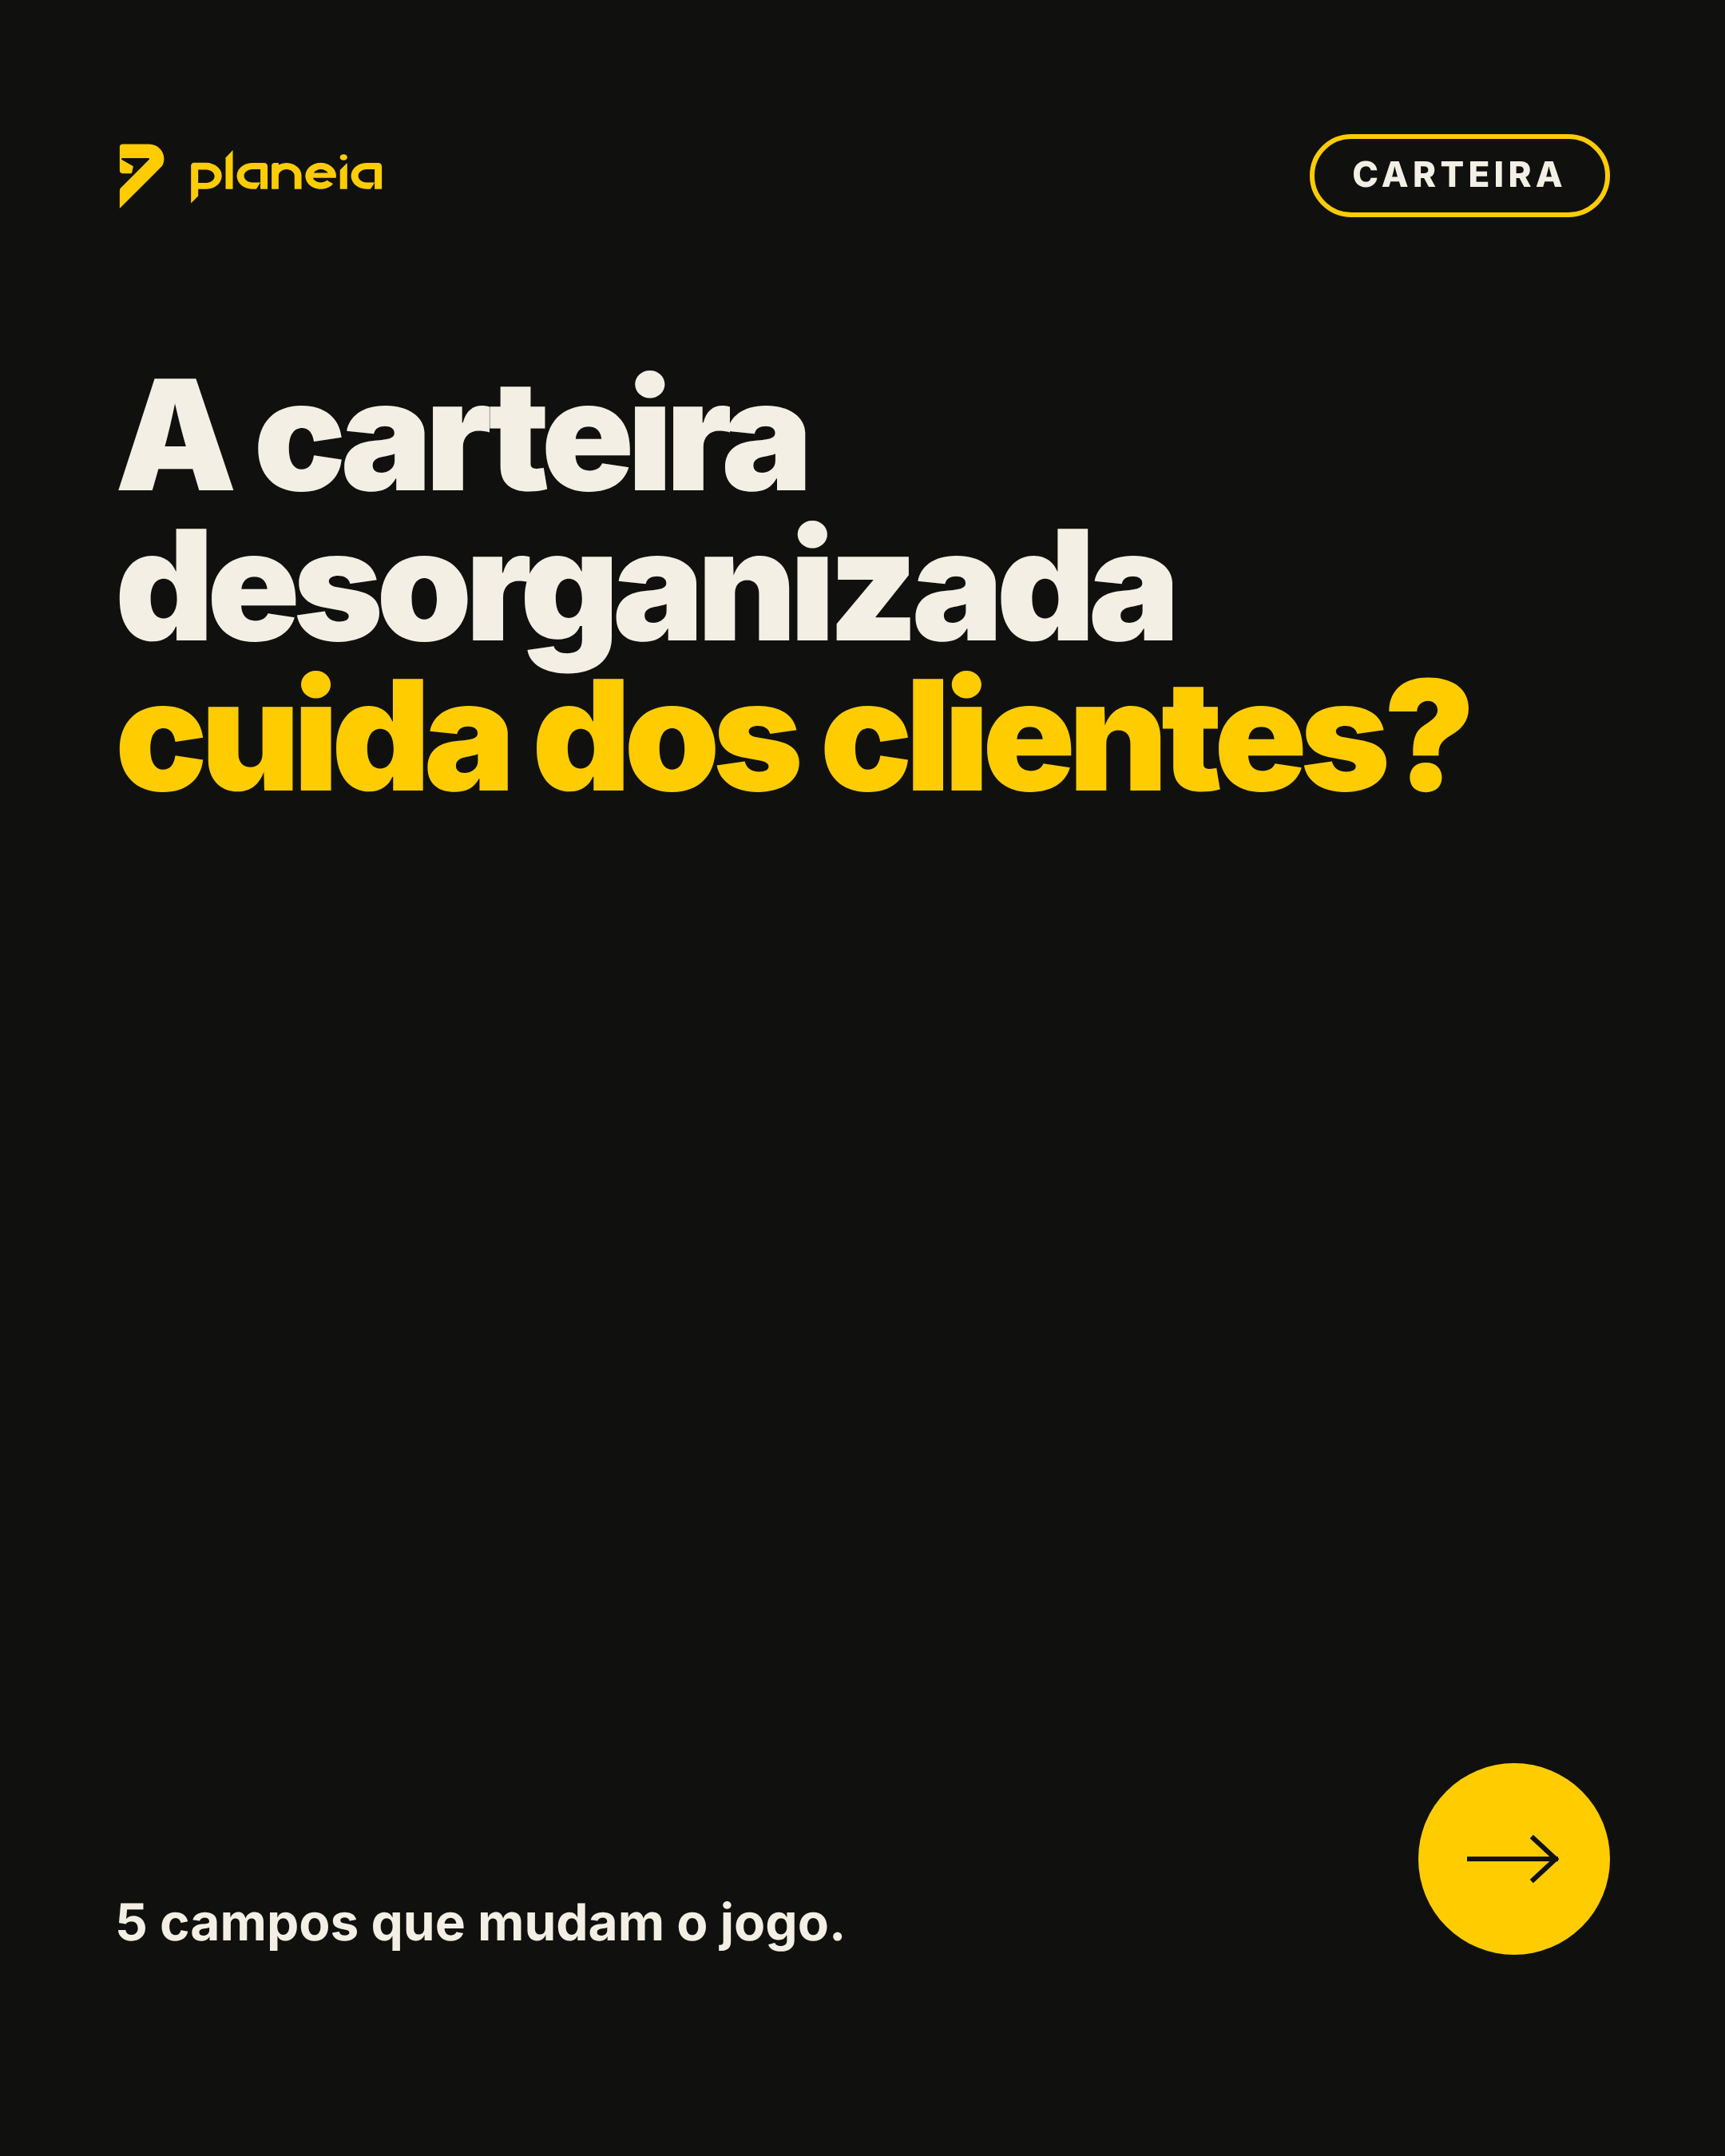 planeia
CARTEIRA
A carteira
desorganizada
cuida dos clientes?
5 campos que mudam o jogo.